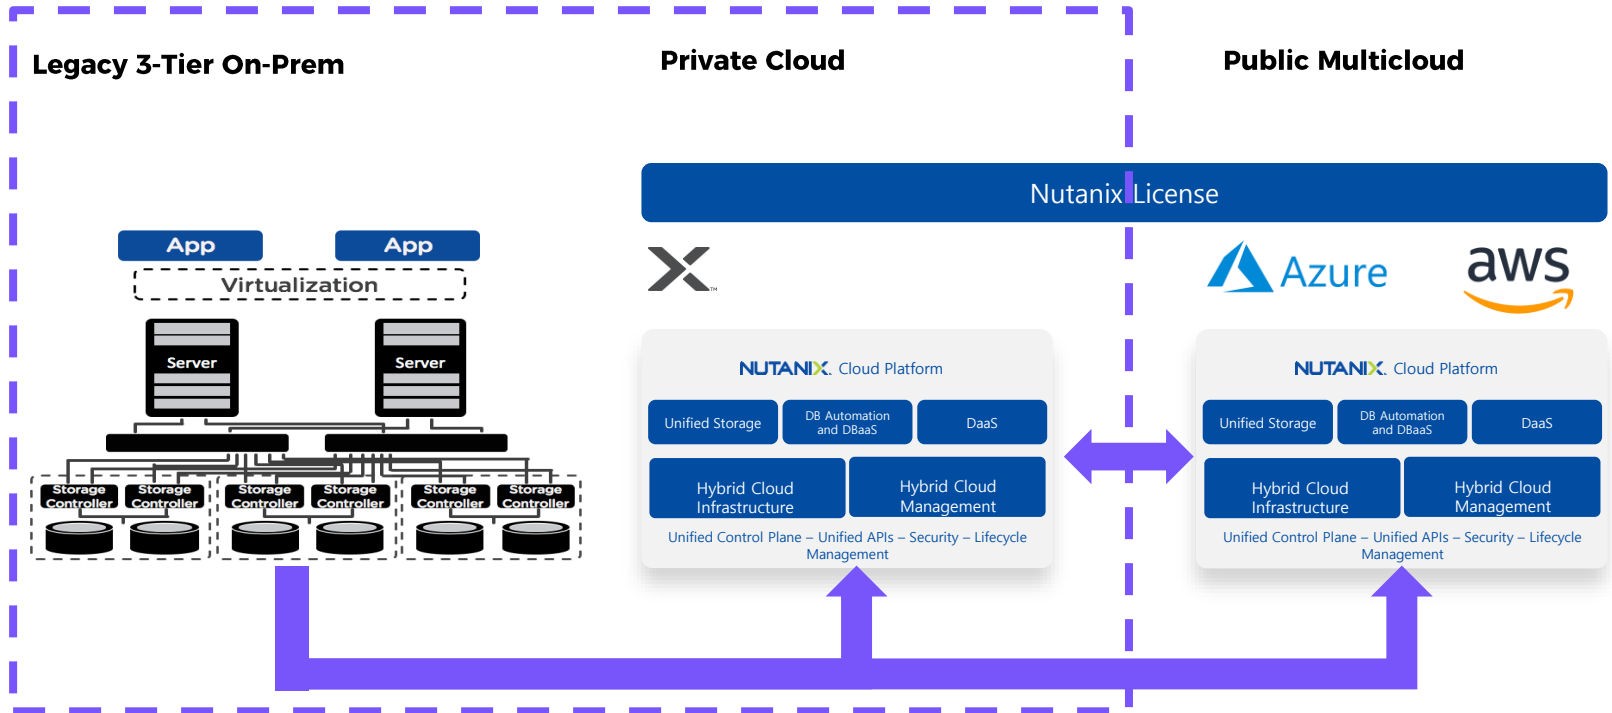 Legacy 3-Tier On-Prem
Private Cloud
Public Multicloud
Nutanix License
App
App
Virtualization
Server
Server
Storage
Controller
Storage
Controller
Storage
Controller
Storage
Controller
Storage
Controller
Storage
Controller
X™
Azure
aws
NUTANIX. Cloud Platform
Unified Storage
DB Automation
and DBaaS
DaaS
Hybrid Cloud
Infrastructure
Hybrid Cloud
Management
Unified Control Plane – Unified APIs – Security – Lifecycle
Management
NUTANIX. Cloud Platform
Unified Storage
DB Automation
and DBaaS
DaaS
Hybrid Cloud
Infrastructure
Hybrid Cloud
Management
Unified Control Plane – Unified APIs – Security – Lifecycle
Management